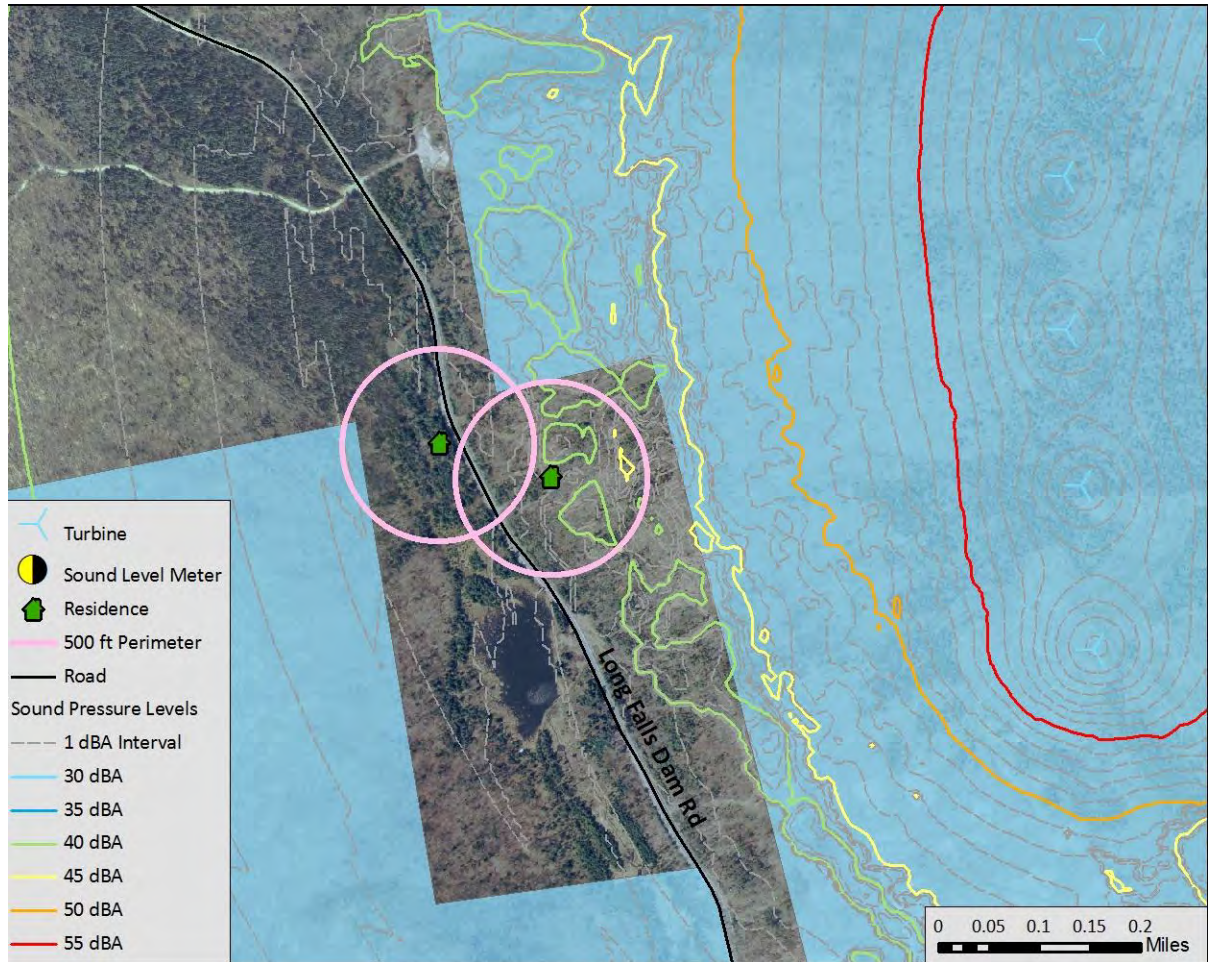 Long Falls Dam Rd
Turbine
Sound Level Meter
Residence
500 ft Perimeter
Road
Sound Pressure Levels
1 dBA Interval
30 dBA
35 dBA
40 dBA
45 dBA
50 dBA
55 dBA
0 0.05 0.1 0.15 0.2
Miles